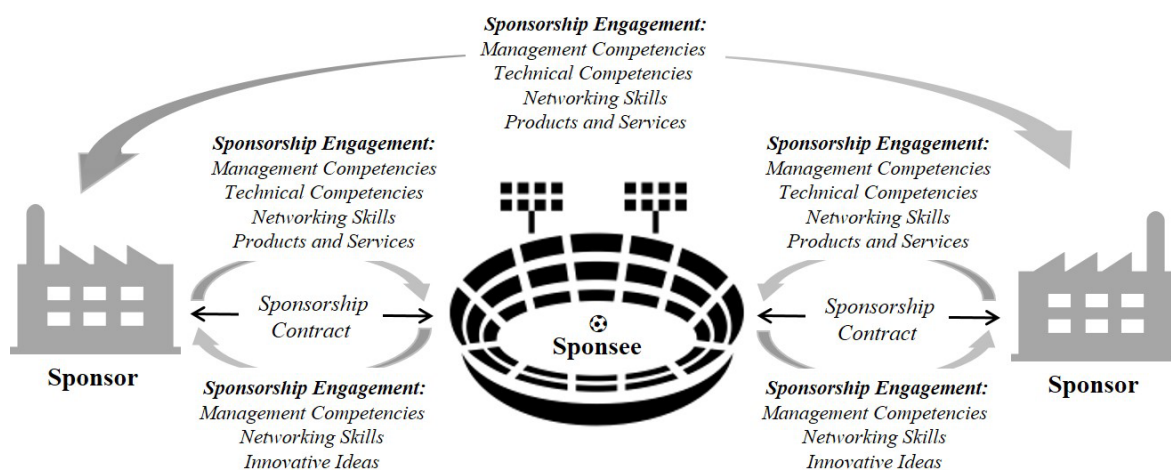 Sponsorship Engagement:
Management Competencies
Technical Competencies
Networking Skills
Products and Services
Sponsorship Engagement:
Management Competencies
Technical Competencies
Networking Skills
Products and Services
Sponsorship Engagement:
Management Competencies
Technical Competencies
Networking Skills
Products and Services
Sponsorship
Contract
Sponsorship
Contract
Sponsee
Sponsor
Sponsor
Sponsorship Engagement:
Management Competencies
Networking Skills
Innovative Ideas
Sponsorship Engagement:
Management Competencies
Networking Skills
Innovative Ideas